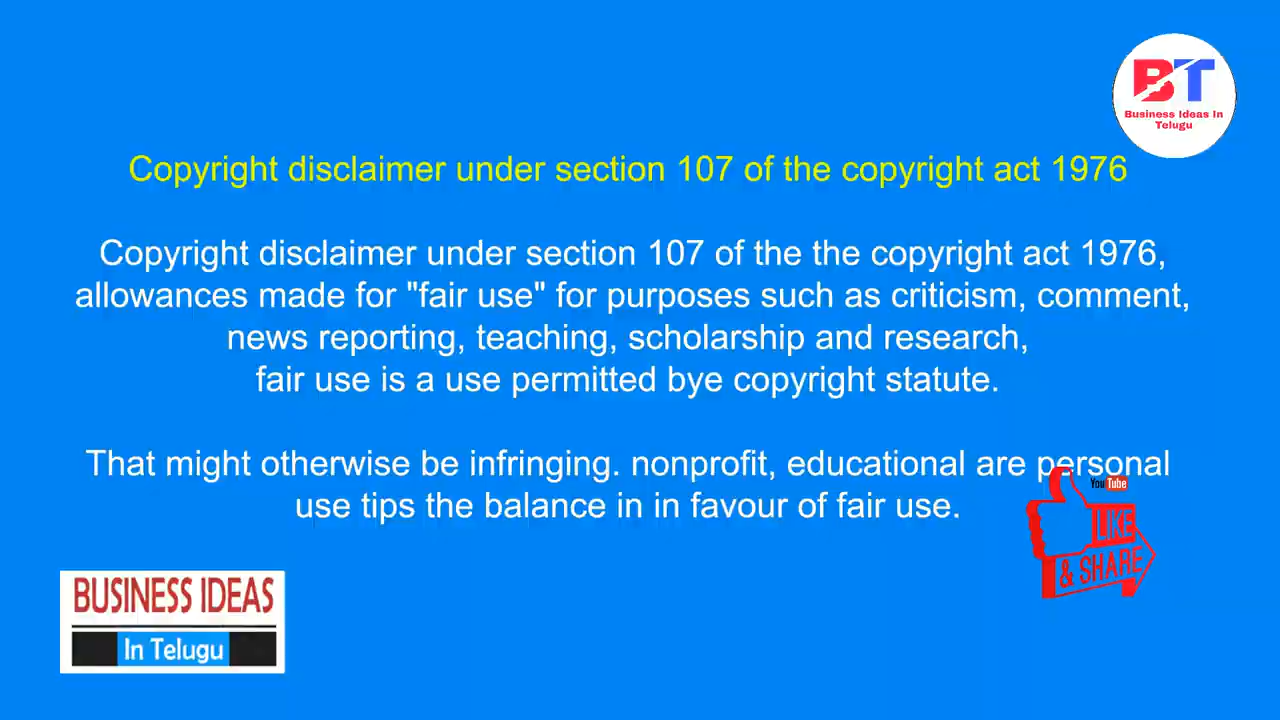 BT
Business Ideas In
Telugu
Copyright disclaimer under section 107 of the copyright act 1976
Copyright disclaimer under section 107 of the the copyright act 1976,
allowances made for "fair use" for purposes such as criticism, comment,
news reporting, teaching, scholarship and research,
fair use is a use permitted bye copyright statute.
That might otherwise be infringing. nonprofit, educational are personal
use tips the balance in in favour of fair use.
YouTube
LIKE
& SHARE
BUSINESS IDEAS
In Telugu